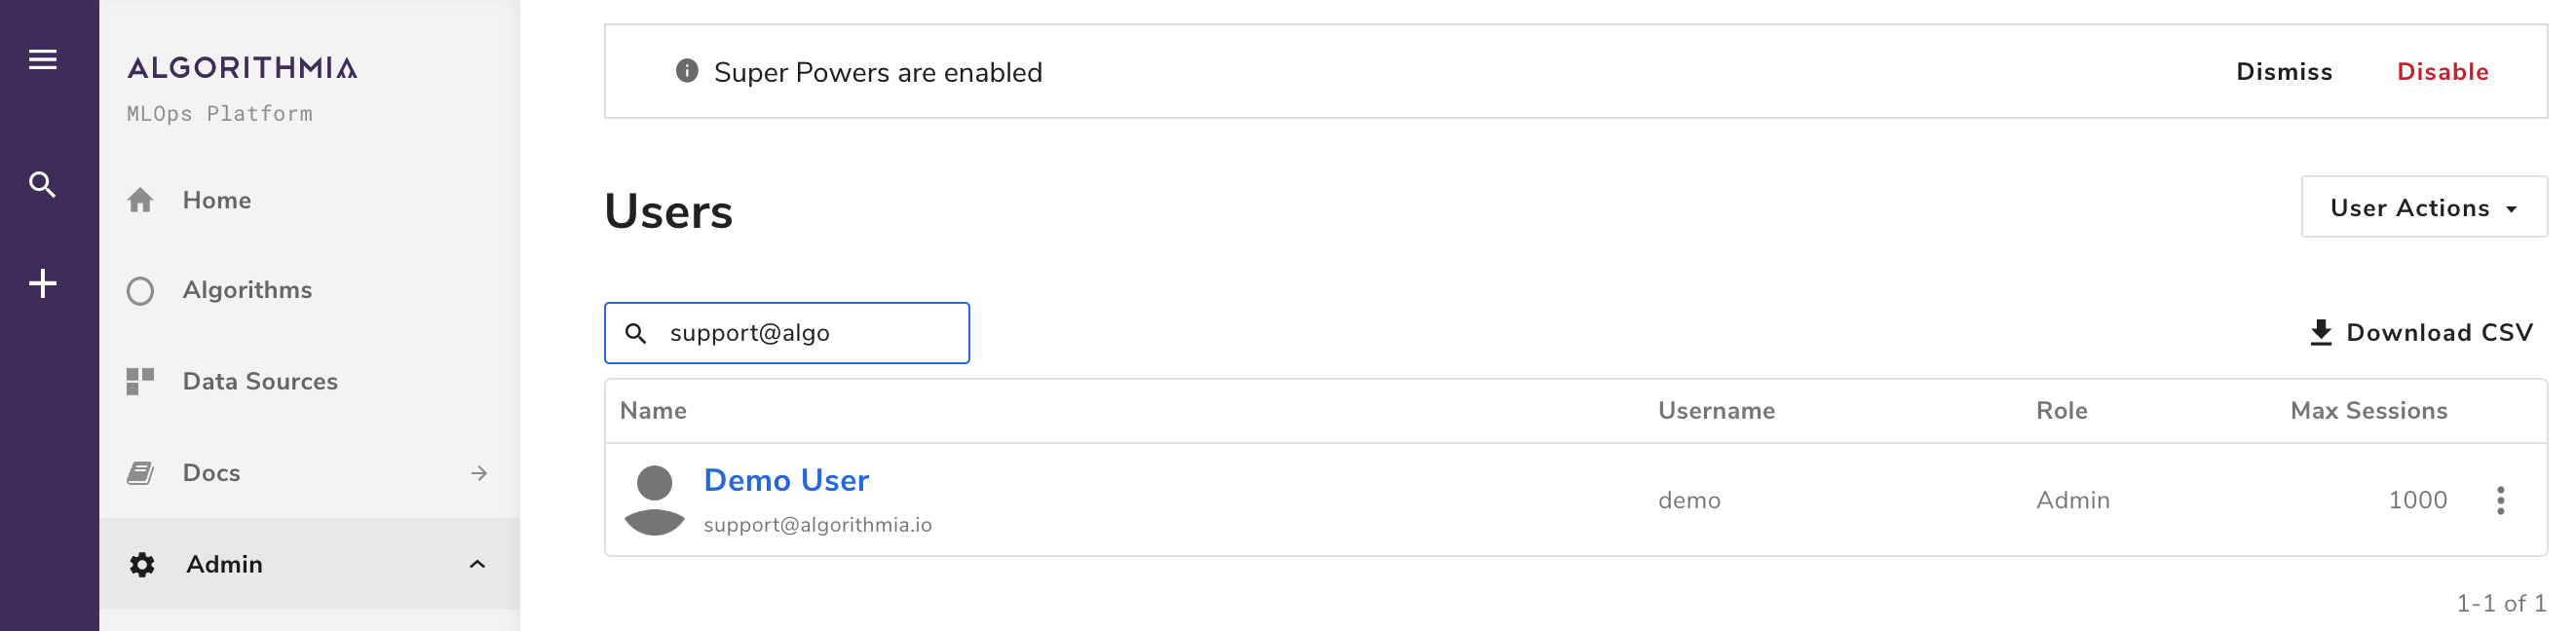 ALGORITHMIA
MLOps Platform
Home
Algorithms
Data Sources
Docs
Admin
Super Powers are enabled
Dismiss
Disable
Users
User Actions
support@algo
Download CSV
Name Username Role Max Sessions
Demo User
support@algorithmia.io
demo Admin 1000
1-1 of 1